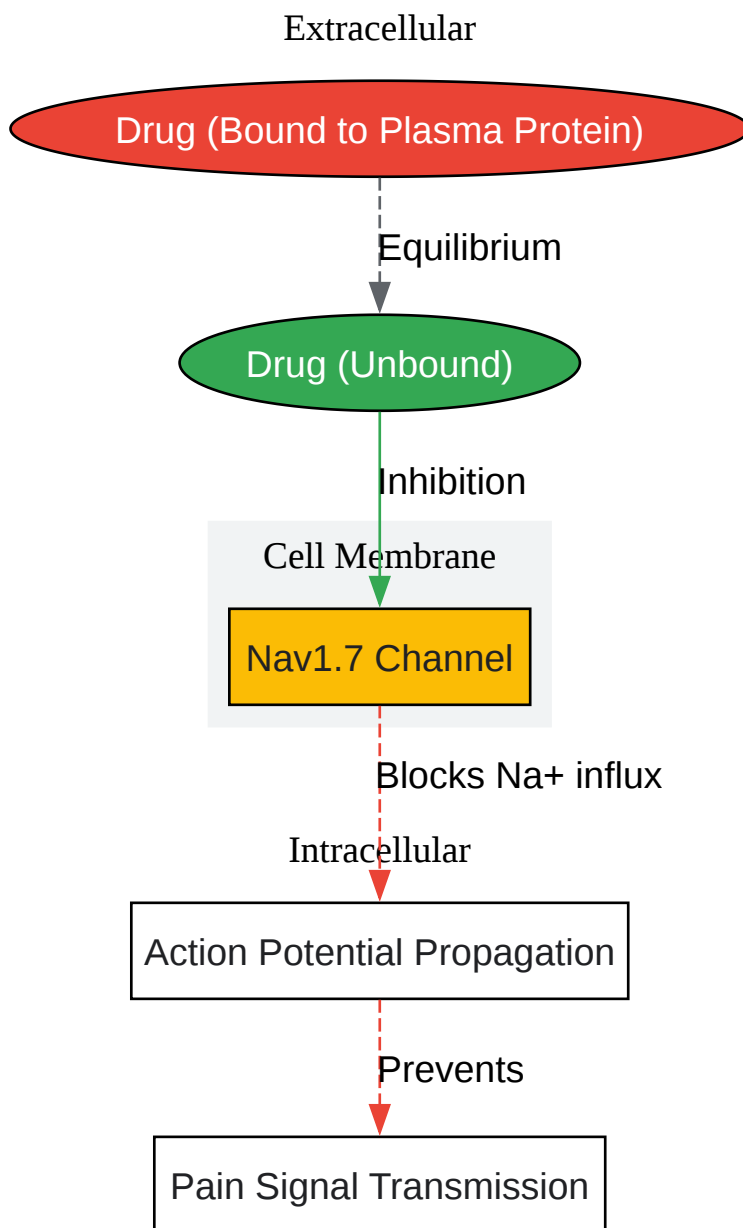 Extracellular
Drug (Bound to Plasma Protein)
Equilibrium
Drug (Unbound)
Inhibition
Cell Membrane
Nav1.7 Channel
Blocks Na+ influx
Intracellular
Action Potential Propagation
Prevents
Pain Signal Transmission